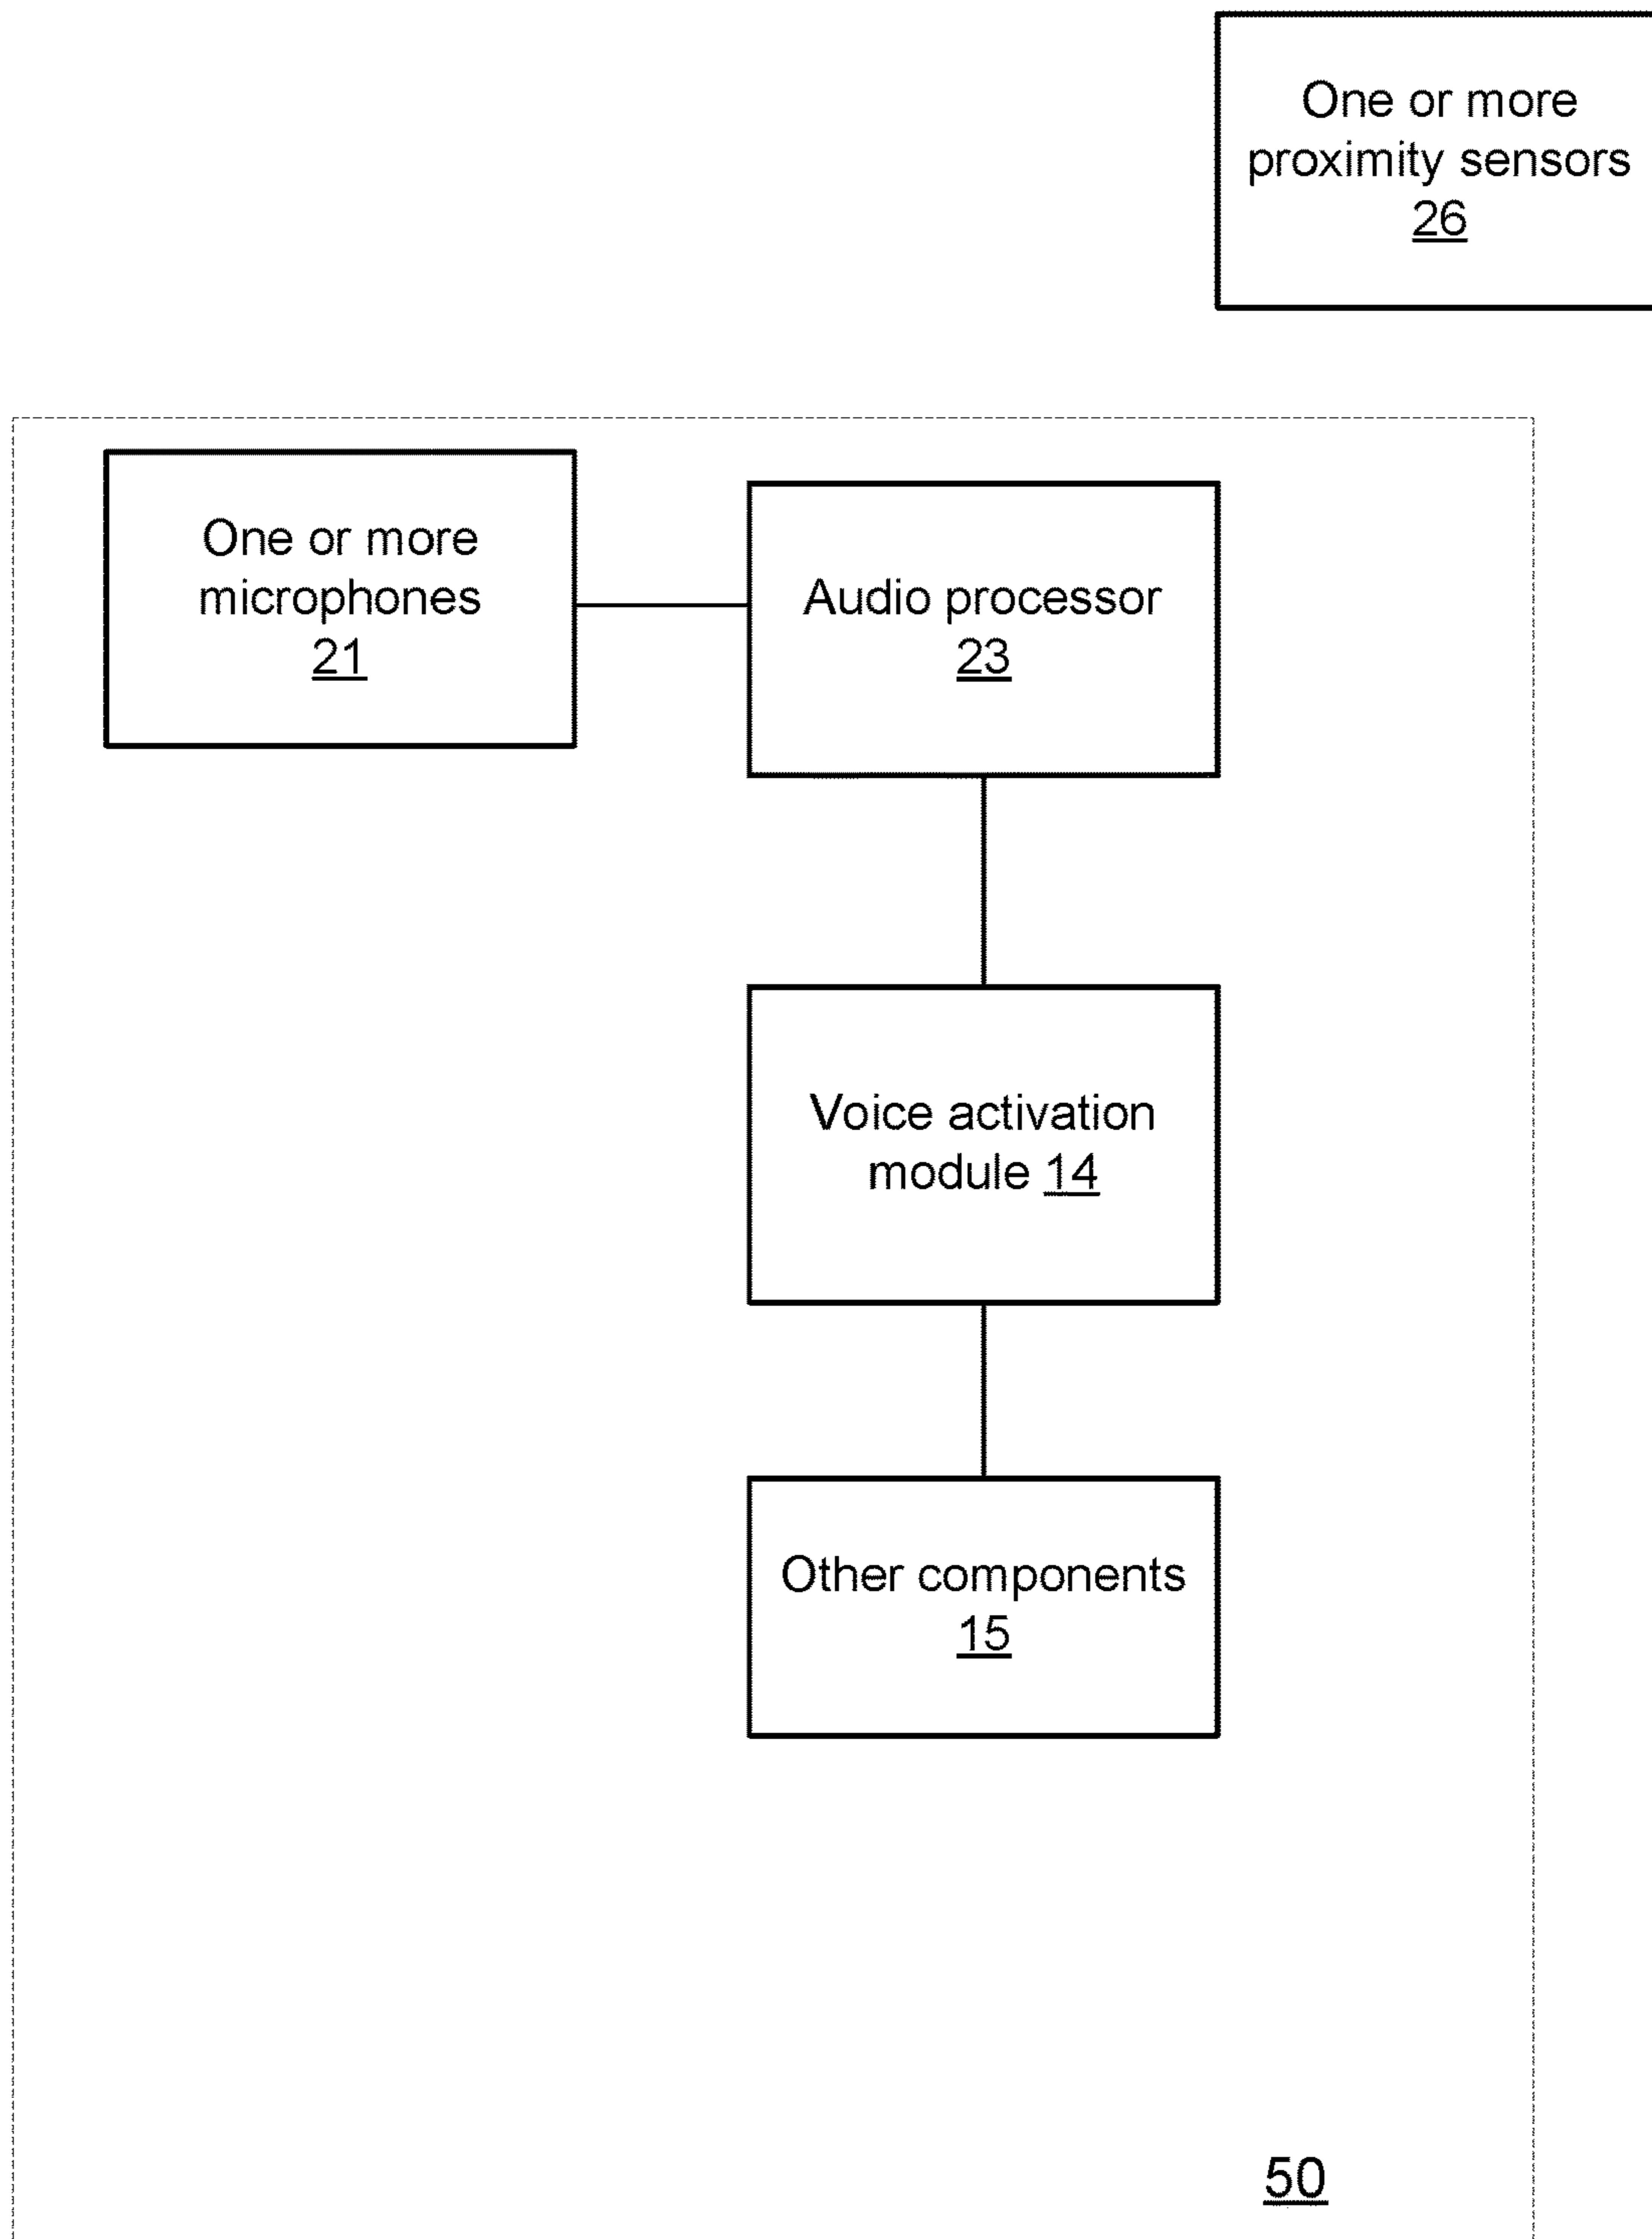 One or more
proximity sensors
26
One or more
microphones
21
Audio processor
23
Voice activation
module 14
Other components
15
50